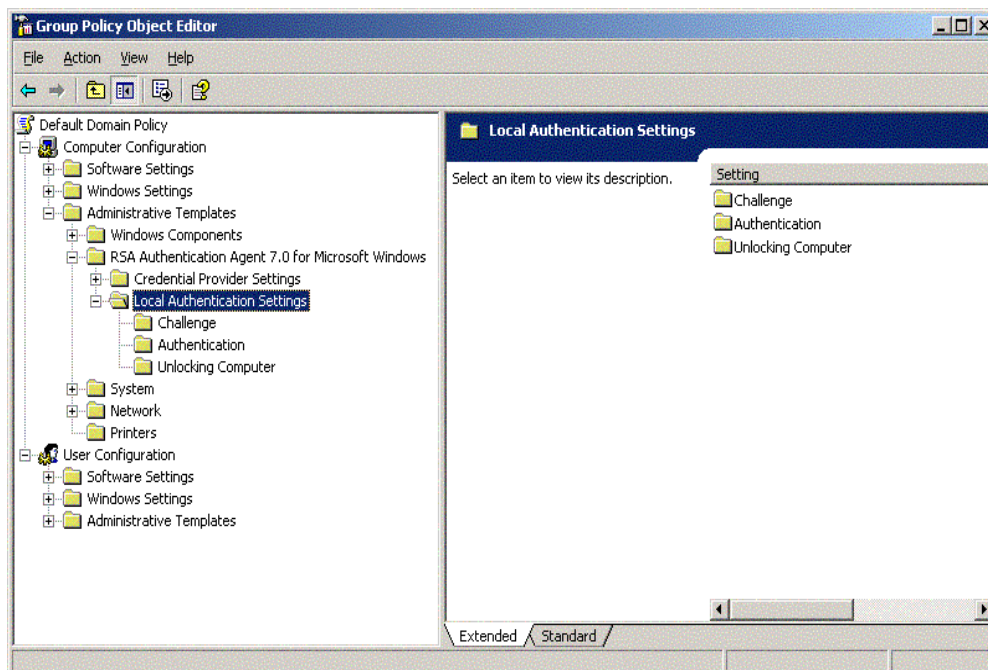 Group Policy Object Editor
File Action View Help
Default Domain Policy
Computer Configuration
Software Settings
Windows Settings
Administrative Templates
Windows Components
RSA Authentication Agent 7.0 for Microsoft Windows
Credential Provider Settings
Local Authentication Settings
Challenge
Authentication
Unlocking Computer
System
Network
Printers
User Configuration
Software Settings
Windows Settings
Administrative Templates
Local Authentication Settings
Select an item to view its description.
Setting
Challenge
Authentication
Unlocking Computer
Extended Standard